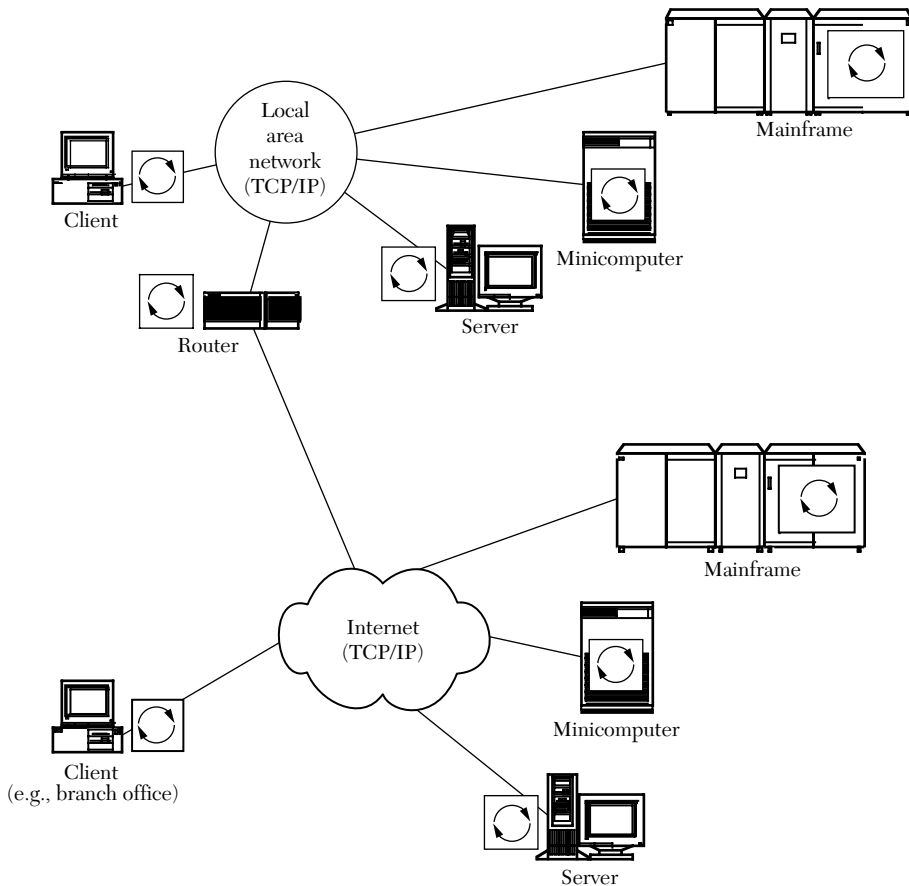 Local
area
network
(TCP/IP)
Mainframe
Client
Minicomputer
Server
Router
Mainframe
Internet
(TCP/IP)
Minicomputer
Client
(e.g., branch office)
Server